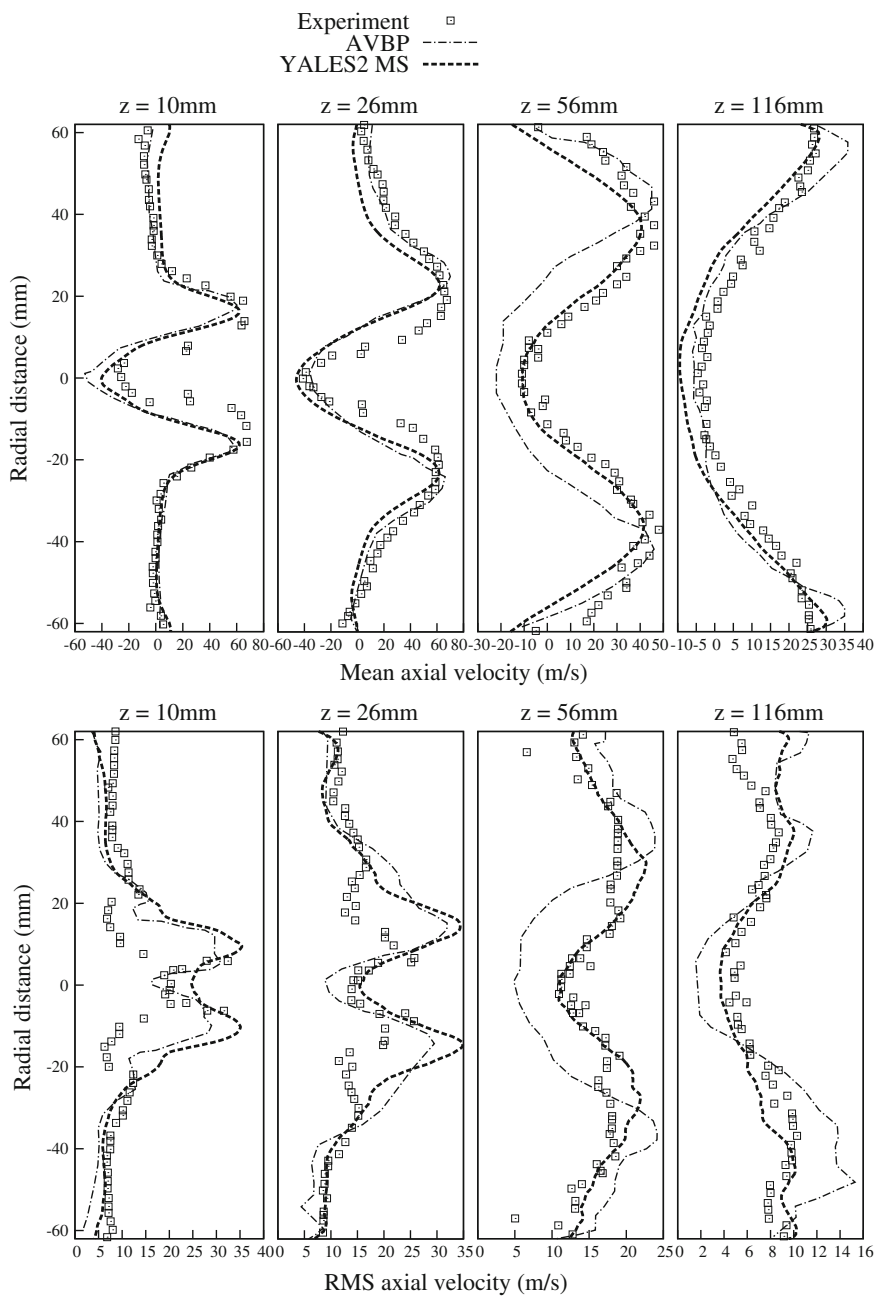 Experiment
AVBP
YALES2 MS
z = 10mm z = 26mm z = 56mm z = 116mm
Radial distance (mm)
60
40
20
0
-20
-40
-60
-60 -40 -20 0 20 40 60 80 -60 -40 -20 0 20 40 60 80 -30 -20 -10 0 10 20 30 40 50 -10 -5 0 5 10 15 20 25 30 35 40
Mean axial velocity (m/s)
z = 10mm z = 26mm z = 56mm z = 116mm
Radial distance (mm)
60
40
20
0
-20
-40
-60
0 5 10 15 20 25 30 35 40 0 5 10 15 20 25 30 35 0 5 10 15 20 25 0 2 4 6 8 10 12 14 16
RMS axial velocity (m/s)